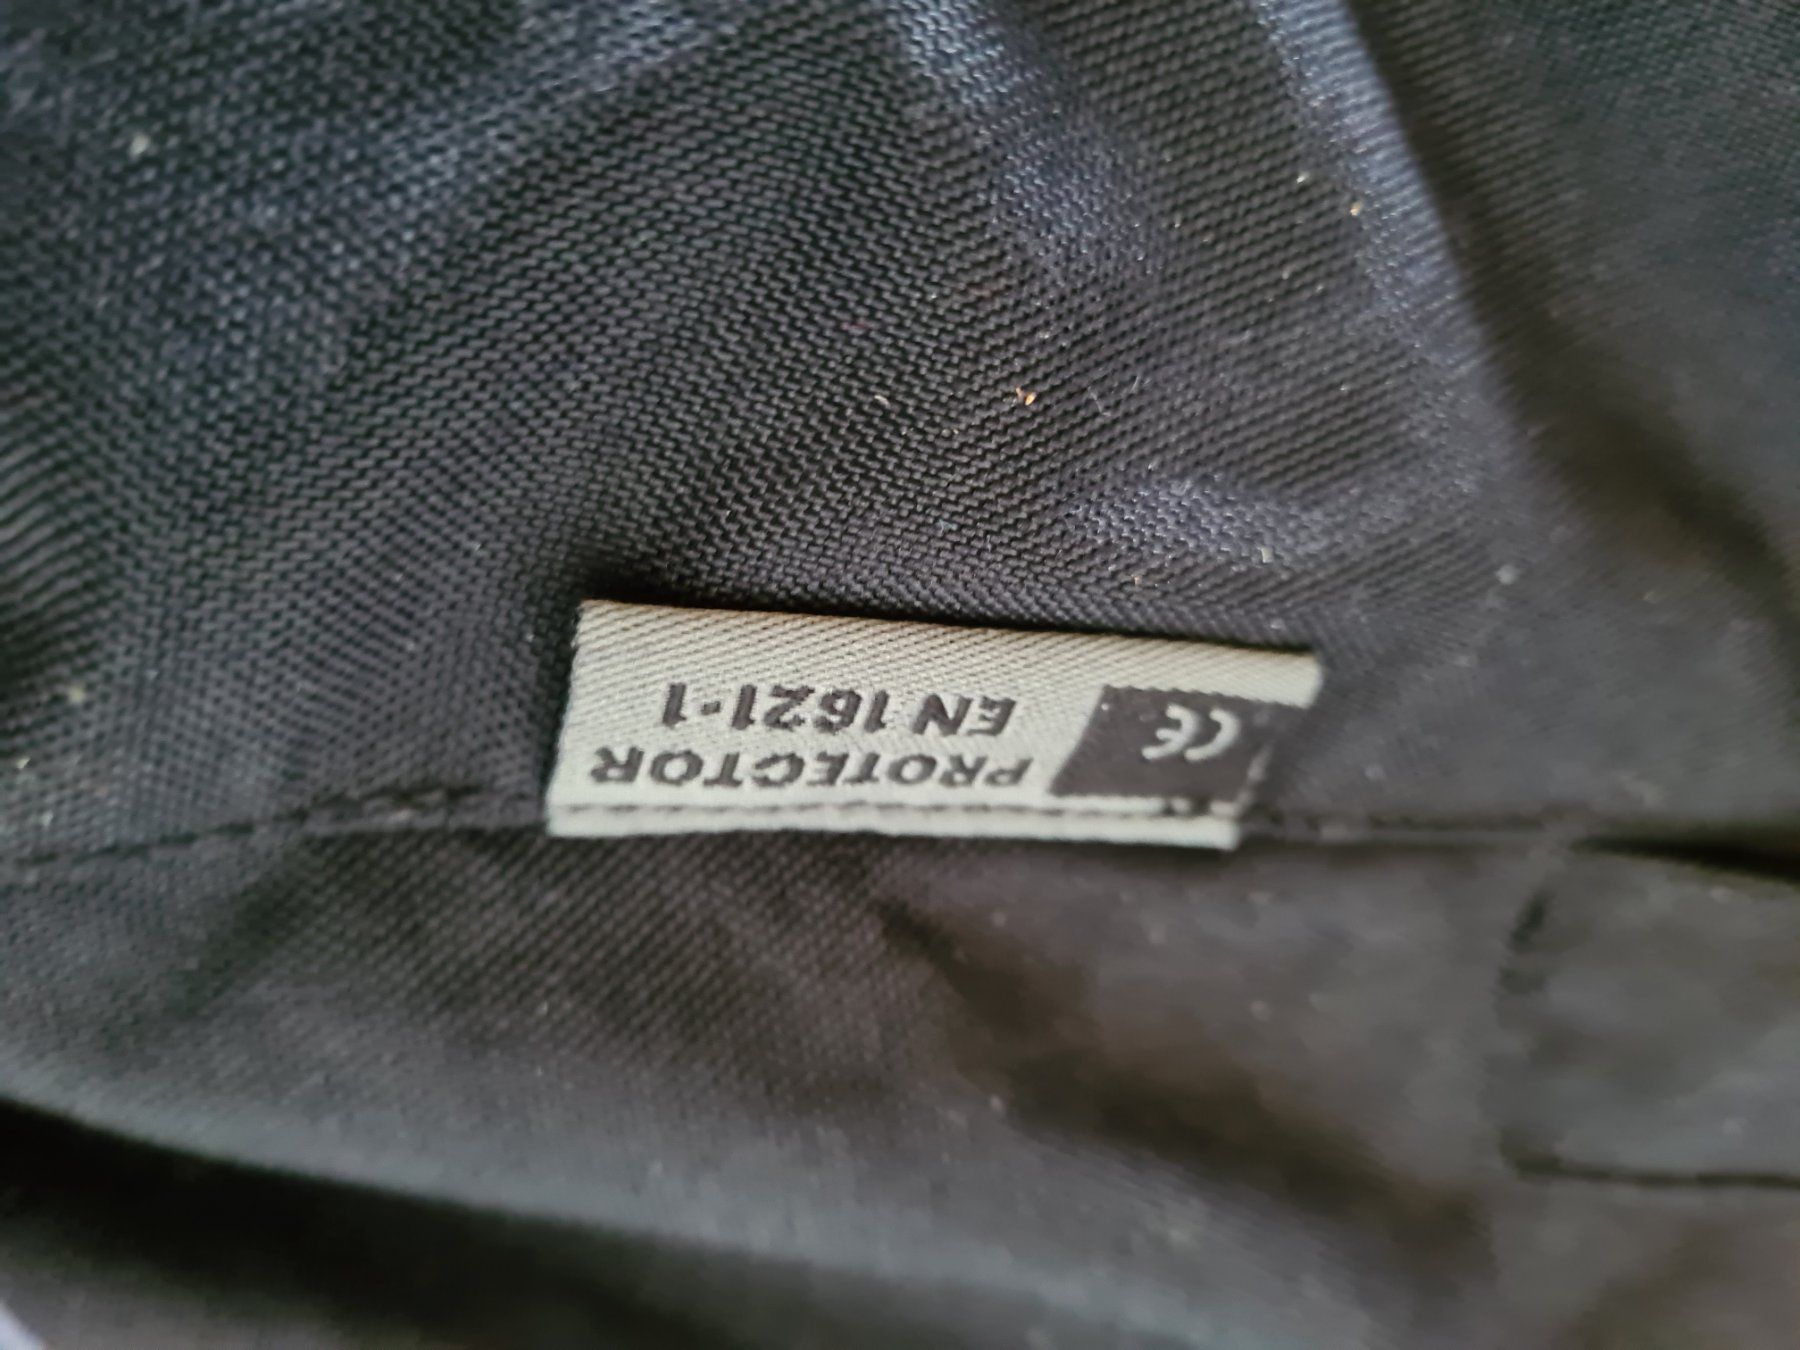 CE
PROTECTOR
EN 1621-1